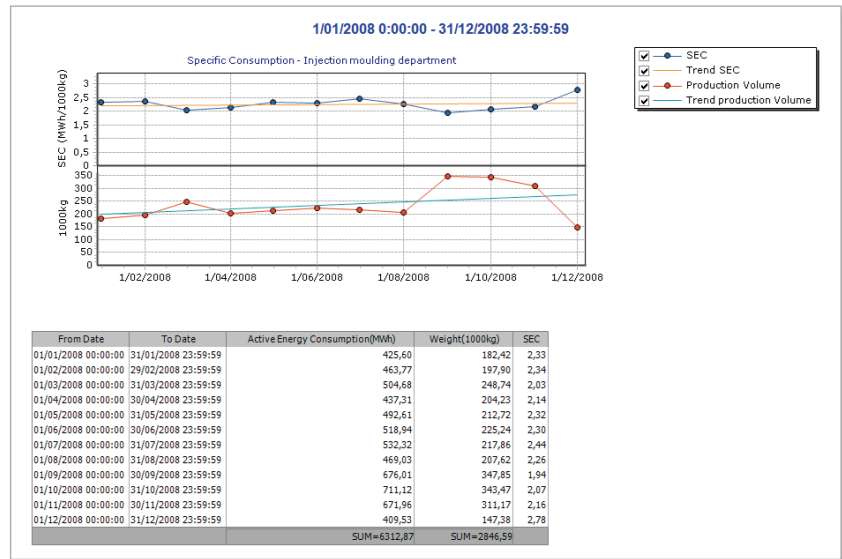 1/01/2008 0:00:00 - 31/12/2008 23:59:59
Specific Consumption - Injection moulding department
SEC
Trend SEC
Production Volume
Trend production Volume
SEC (MWh/1000kg)
3
2,5
2
1,5
1
0,5
0
1000kg
350
300
250
200
150
100
50
0
1/02/2008 1/04/2008 1/06/2008 1/08/2008 1/10/2008 1/12/2008
From Date To Date Active Energy Consumption(MWh) Weight(1000kg) SEC
01/01/2008 00:00:00 31/01/2008 23:59:59 425,60 182,42 2,33
01/02/2008 00:00:00 29/02/2008 23:59:59 463,77 197,90 2,34
01/03/2008 00:00:00 31/03/2008 23:59:59 504,68 248,74 2,03
01/04/2008 00:00:00 30/04/2008 23:59:59 437,31 204,23 2,14
01/05/2008 00:00:00 31/05/2008 23:59:59 492,61 212,72 2,32
01/06/2008 00:00:00 30/06/2008 23:59:59 518,94 225,24 2,30
01/07/2008 00:00:00 31/07/2008 23:59:59 532,32 217,86 2,44
01/08/2008 00:00:00 31/08/2008 23:59:59 469,03 207,62 2,26
01/09/2008 00:00:00 30/09/2008 23:59:59 676,01 347,85 1,94
01/10/2008 00:00:00 31/10/2008 23:59:59 711,12 343,47 2,07
01/11/2008 00:00:00 30/11/2008 23:59:59 671,96 311,17 2,16
01/12/2008 00:00:00 31/12/2008 23:59:59 409,53 147,38 2,78
SUM=6312,87 SUM=2846,59